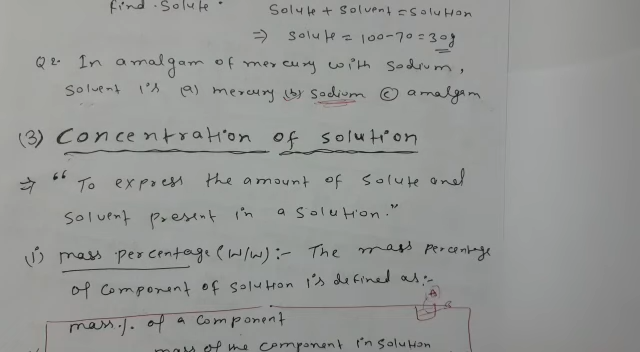 find solute.
Solute + Solvent = Solution
⇒ Solute = 100-70 = 30g
Q2. In amalgam of mercury with sodium,
Solvent is (a) mercury (b) sodium (c) amalgam
(3) Concentration of solution
⇒ "To express the amount of solute and
solvent present in a solution."
(i) mass percentage (W/W):- The mass percentage
of component of solution is defined as:-
A
B
mass % of a component
mass of the component in solution